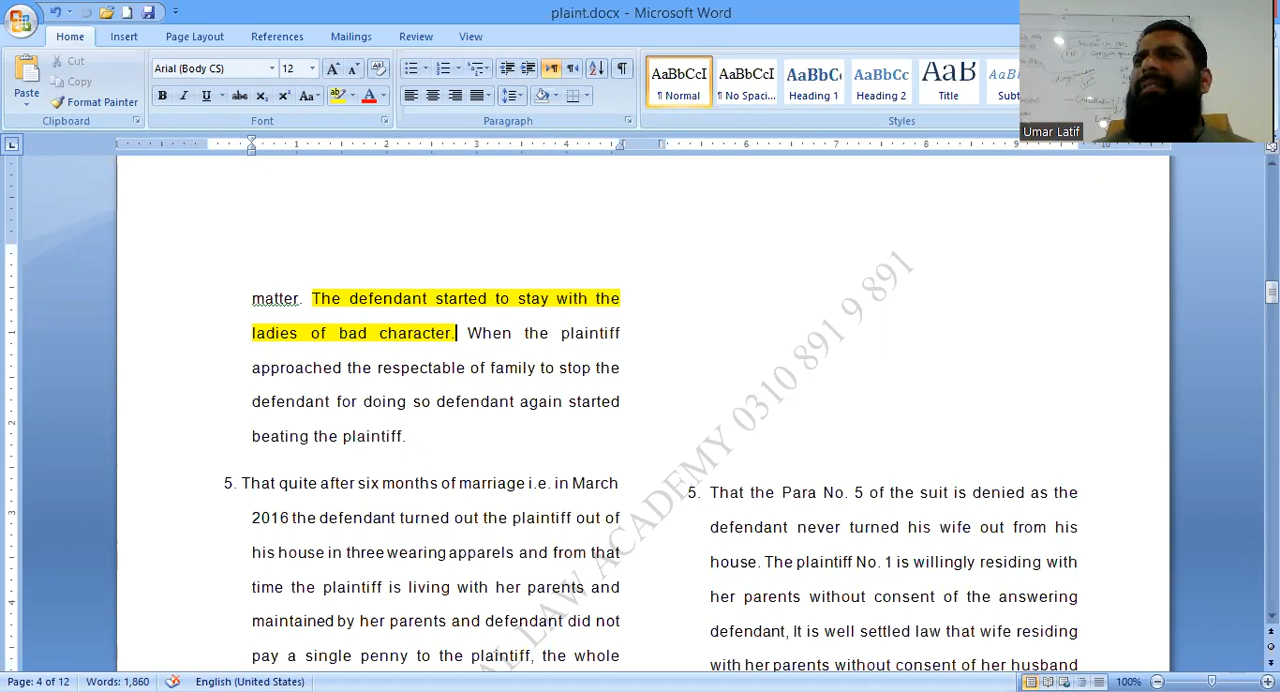 plaint.docx - Microsoft Word
Home Insert Page Layout References Mailings Review View
Cut
Copy
Format Painter
Paste
Clipboard
Arial (Body CS) 12
Font
Paragraph
AaBbCcI AaBbCcI AaBbC AaBbCc AaB AaBbCc
¶ Normal ¶ No Spaci... Heading 1 Heading 2 Title Subt
Styles
Umar Latif
matter. The defendant started to stay with the
ladies of bad character. When the plaintiff
approached the respectable of family to stop the
defendant for doing so defendant again started
beating the plaintiff.
5. That quite after six months of marriage i.e. in March
2016 the defendant turned out the plaintiff out of
his house in three wearing apparels and from that
time the plaintiff is living with her parents and
maintained by her parents and defendant did not
pay a single penny to the plaintiff, the whole
5. That the Para No. 5 of the suit is denied as the
defendant never turned his wife out from his
house. The plaintiff No. 1 is willingly residing with
her parents without consent of the answering
defendant, It is well settled law that wife residing
with her parents without consent of her husband
AL LAW ACADEMY 0310 891 9 891
Page: 4 of 12 Words: 1,860 English (United States) 100%